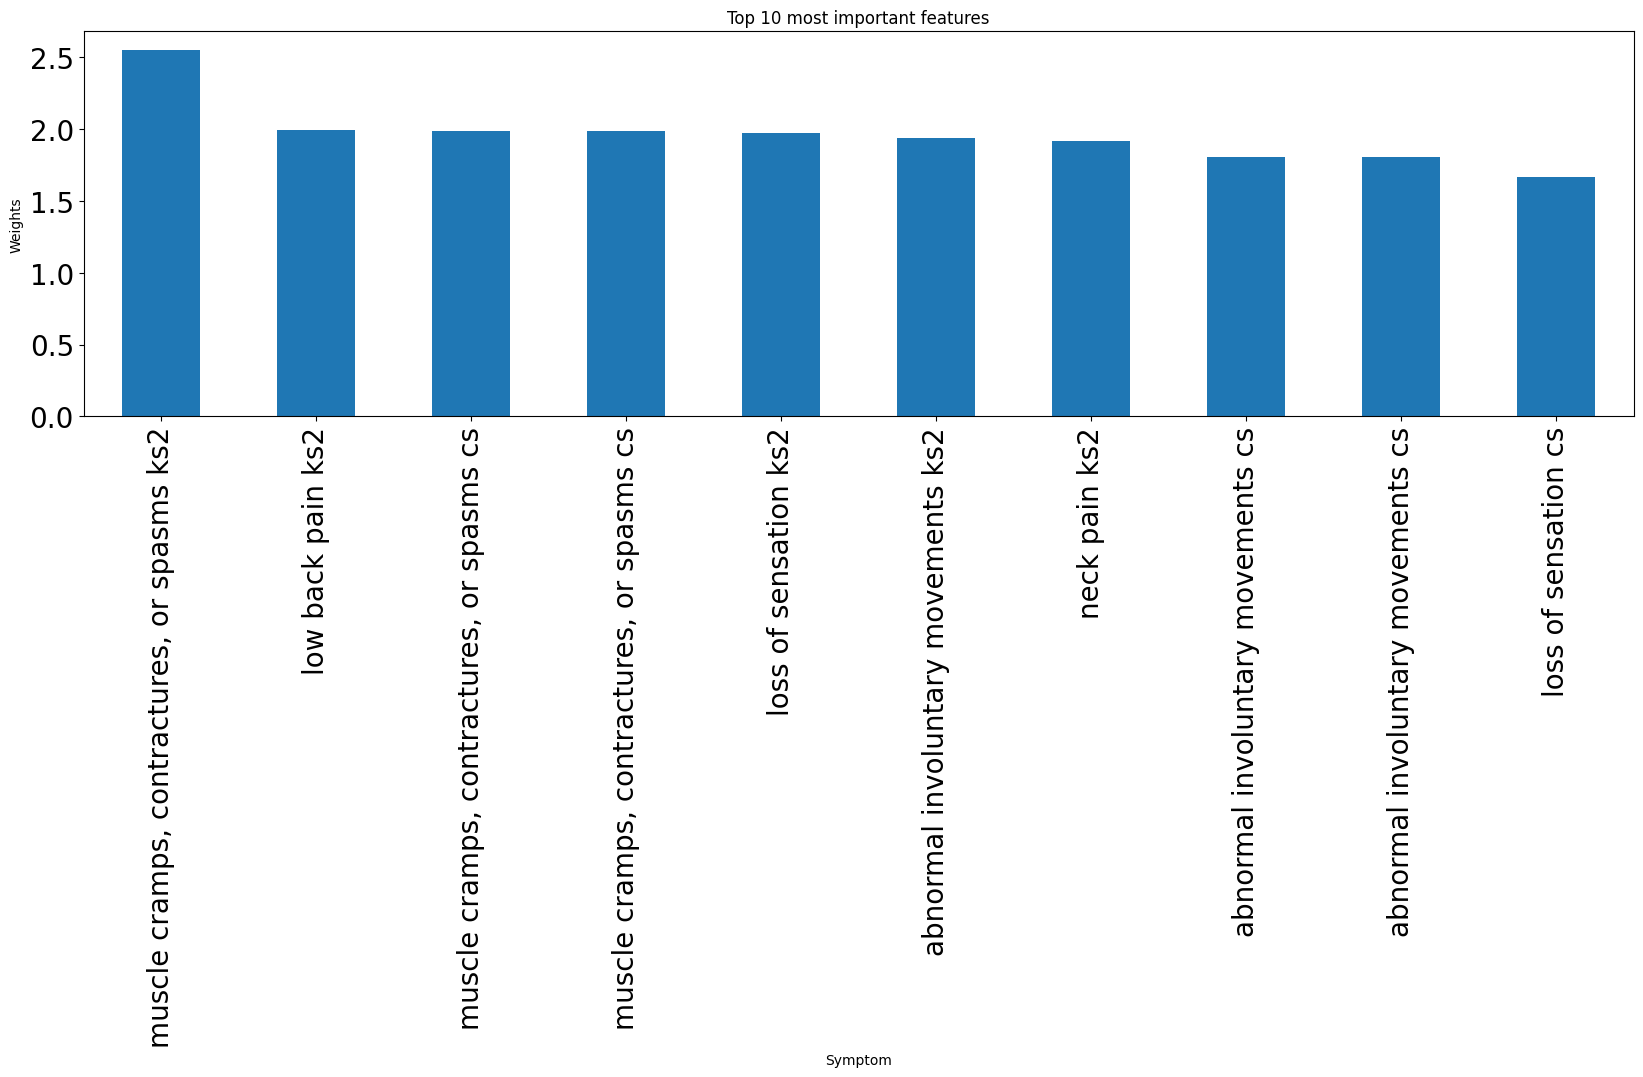 Top 10 most important features
Weights
2.5
2.0
1.5
1.0
0.5
0.0
muscle cramps, contractures, or spasms ks2
low back pain ks2
muscle cramps, contractures, or spasms cs
muscle cramps, contractures, or spasms cs
loss of sensation ks2
abnormal involuntary movements ks2
neck pain ks2
abnormal involuntary movements cs
abnormal involuntary movements cs
loss of sensation cs
Symptom